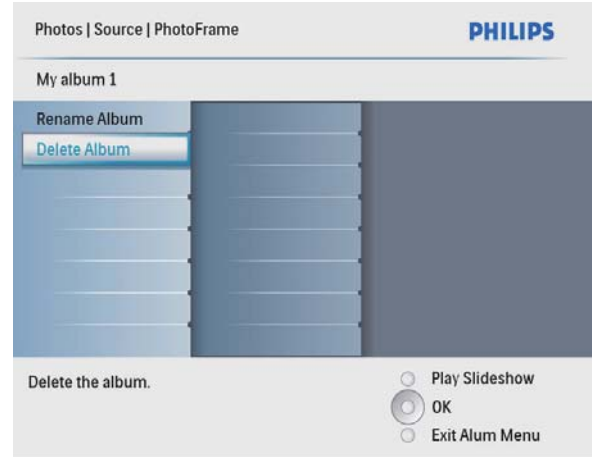 Photos | Source | PhotoFrame
PHILIPS
My album 1
Rename Album
Delete Album
Delete the album.
Play Slideshow
OK
Exit Alum Menu